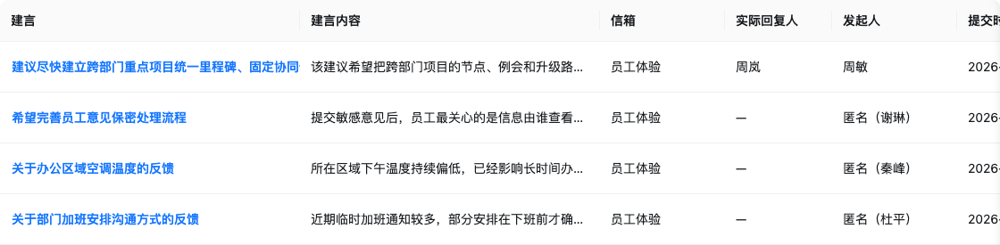 建言 建言内容 信箱 实际回复人 发起人 提交时
建议尽快建立跨部门重点项目统一里程碑、固定协同 该建议希望把跨部门项目的节点、例会和升级路... 员工体验 周岚 周敏 2026-
希望完善员工意见保密处理流程 提交敏感意见后，员工最关心的是信息由谁查看... 员工体验 — 匿名（谢琳） 2026-
关于办公区域空调温度的反馈 所在区域下午温度持续偏低，已经影响长时间办... 员工体验 — 匿名（秦峰） 2026-
关于部门加班安排沟通方式的反馈 近期临时加班通知较多，部分安排在下班前才确... 员工体验 — 匿名（杜平） 2026-